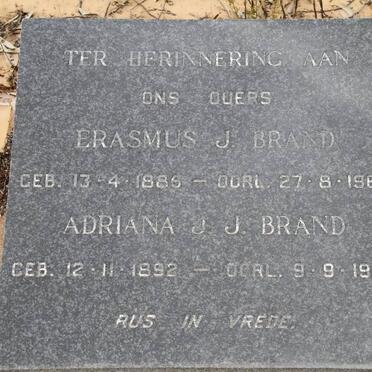 TER HERINNERING AAN
ONS OUERS
ERASMUS J. BRAND
GEB. 13-4-1886 — OORL. 27-8-196
ADRIANA J. J. BRAND
GEB. 12-11-1892 — OORL. 9-9-19
RUS IN VREDE.